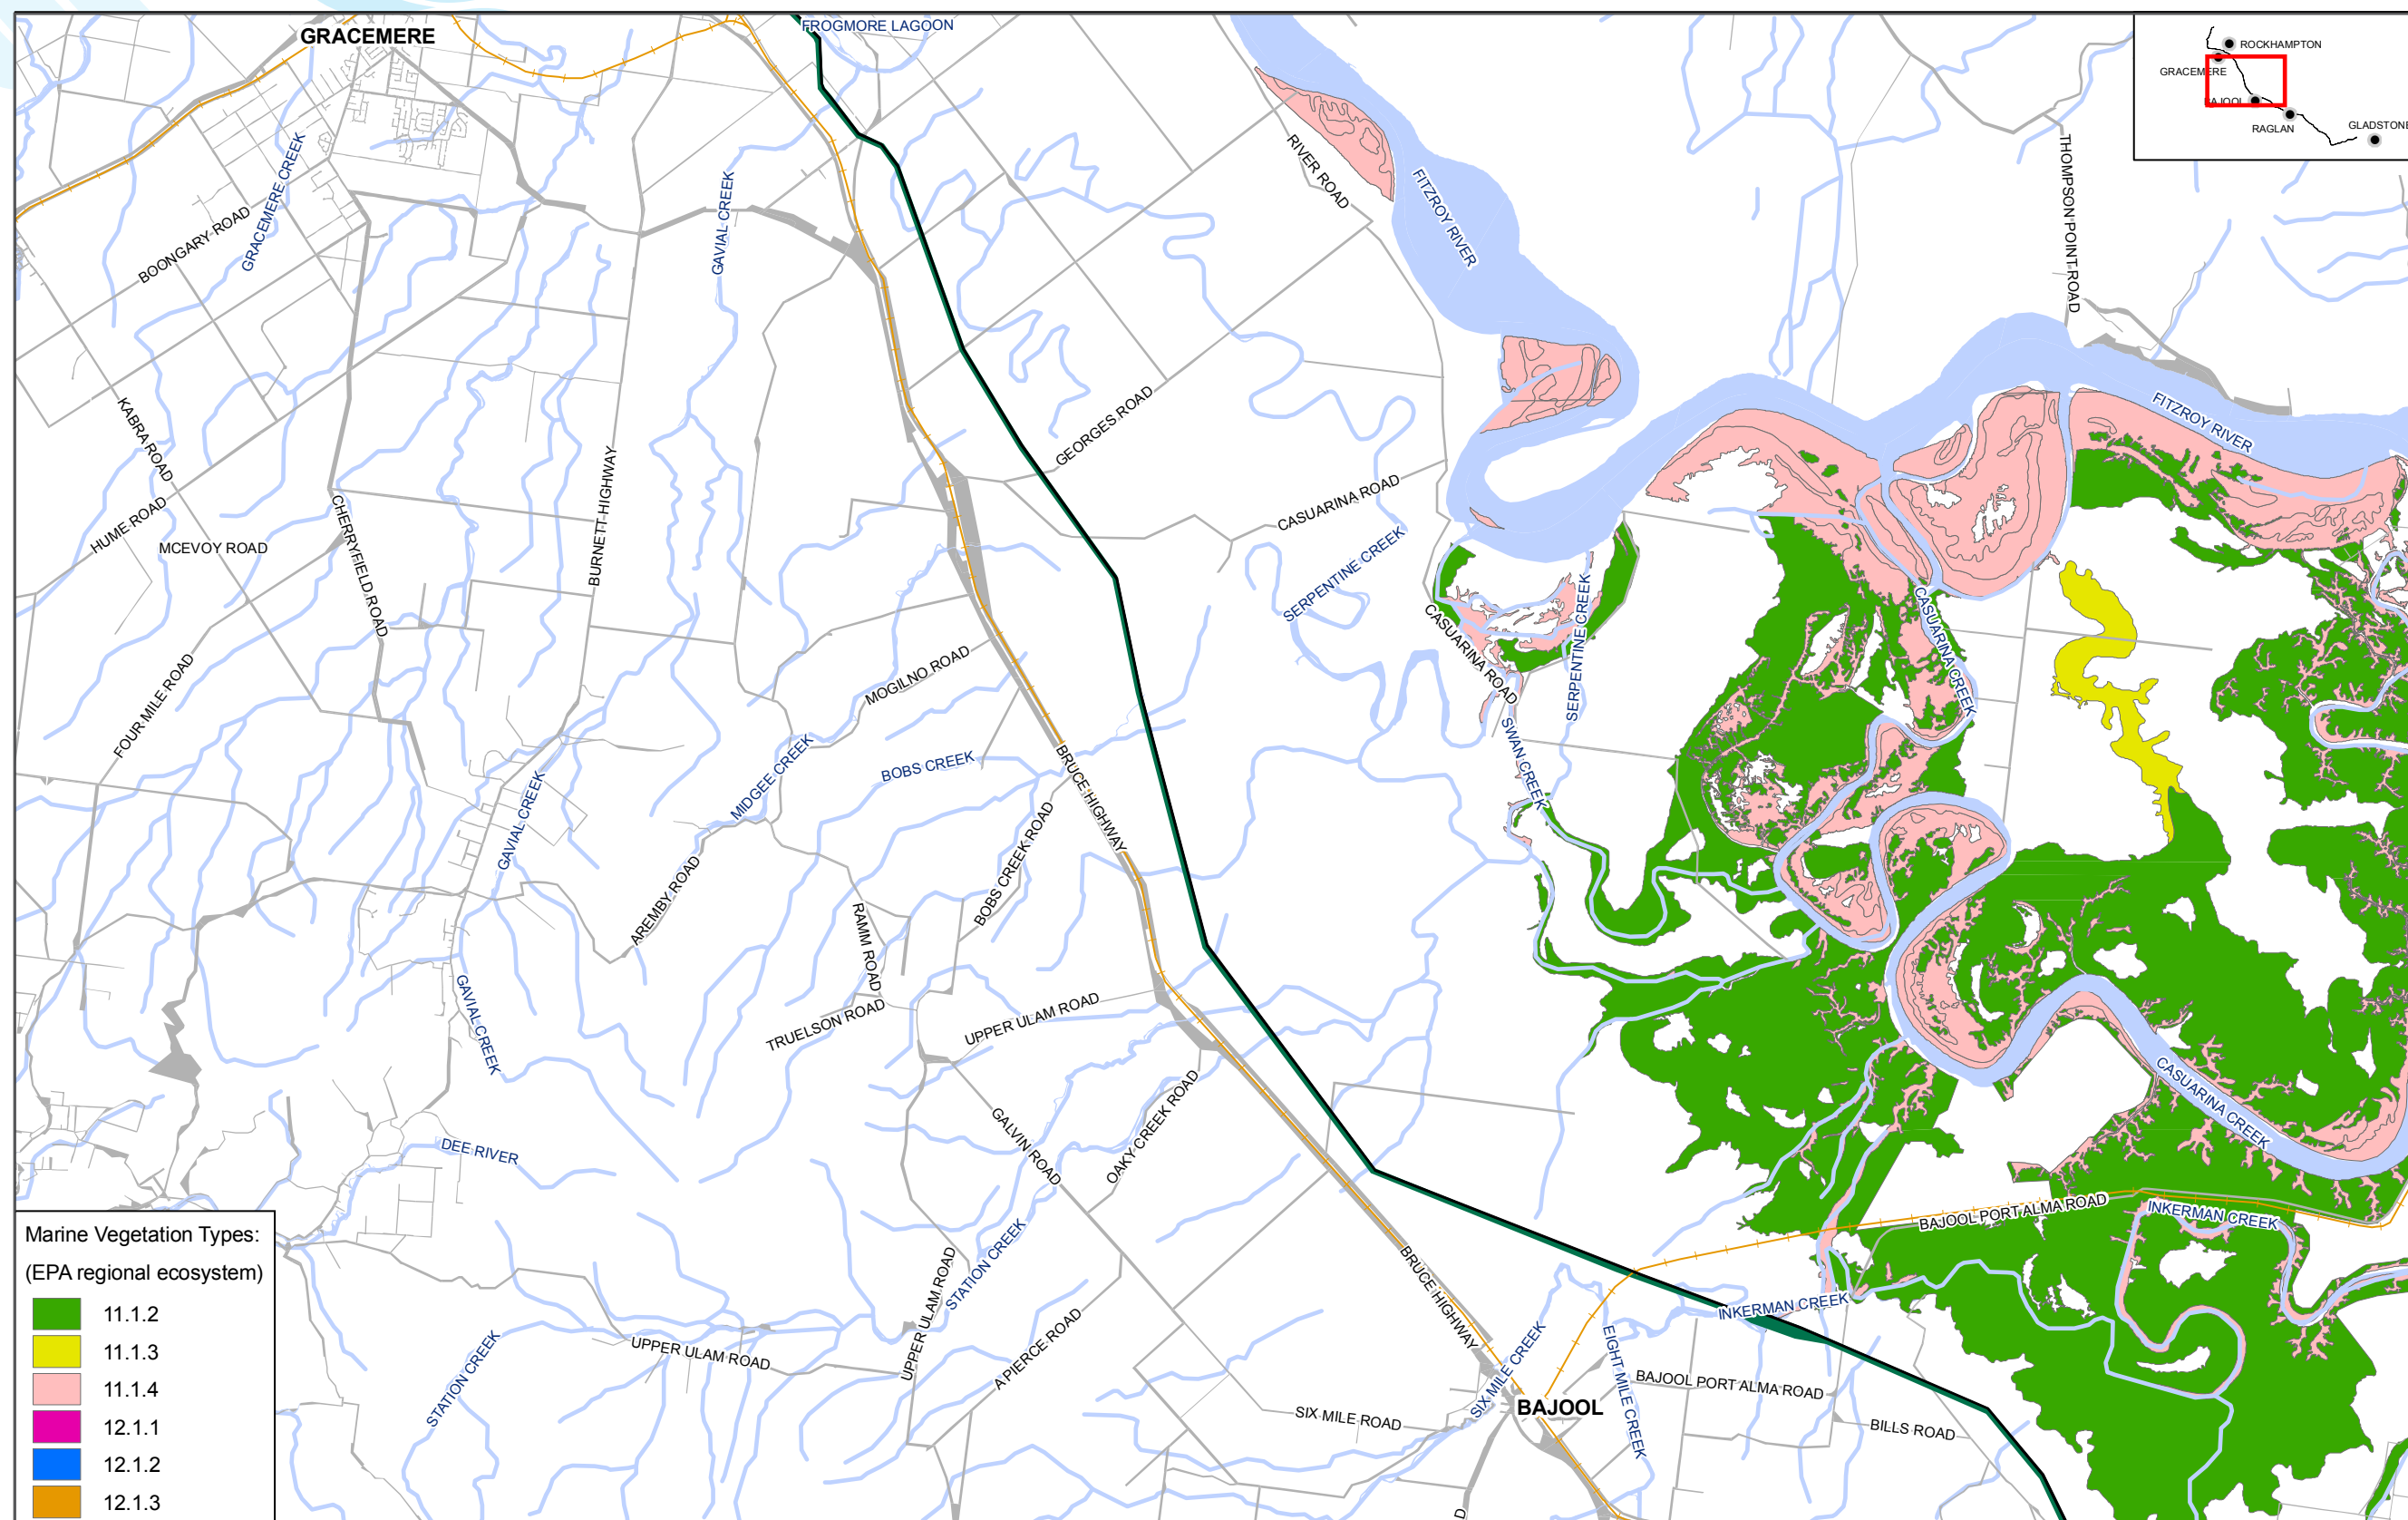 GRACEMERE
FROGMORE LAGOON
ROCKHAMPTON
GRACEMERE
BAJOOL
RAGLAN
GLADSTONE
RIVER ROAD
FITZROY RIVER
THOMPSON POINT ROAD
GRACEMERE CREEK
BOONGARY ROAD
GAVIAL CREEK
KABRA ROAD
GEORGES ROAD
FITZROY RIVER
HUME ROAD
MCEVOY ROAD
CHERRYFIELD ROAD
BURNETT HIGHWAY
CASUARINA ROAD
SERPENTINE CREEK
CASUARINA ROAD
SERPENTINE CREEK
CASUARINA CREEK
FOUR MILE ROAD
MOGILNO ROAD
MIDGEE CREEK
BOBS CREEK
BRUCE HIGHWAY
SWAN CREEK
GAVIAL CREEK
AREMBY ROAD
BOBS CREEK ROAD
RAMM ROAD
GAVIAL CREEK
TRUELSON ROAD
UPPER ULAM ROAD
GALVIN ROAD
OAKY CREEK ROAD
CASUARINA CREEK
DEE RIVER
BAJOOL PORT ALMA ROAD
INKERMAN CREEK
STATION CREEK
UPPER ULAM ROAD
BRUCE HIGHWAY
INKERMAN CREEK
STATION CREEK
UPPER ULAM ROAD
A PIERCE ROAD
SIX MILE CREEK
EIGHT MILE CREEK
BAJOOL PORT ALMA ROAD
SIX MILE ROAD
BAJOOL
BILLS ROAD
D
Marine Vegetation Types:
(EPA regional ecosystem)
11.1.2
11.1.3
11.1.4
12.1.1
12.1.2
12.1.3